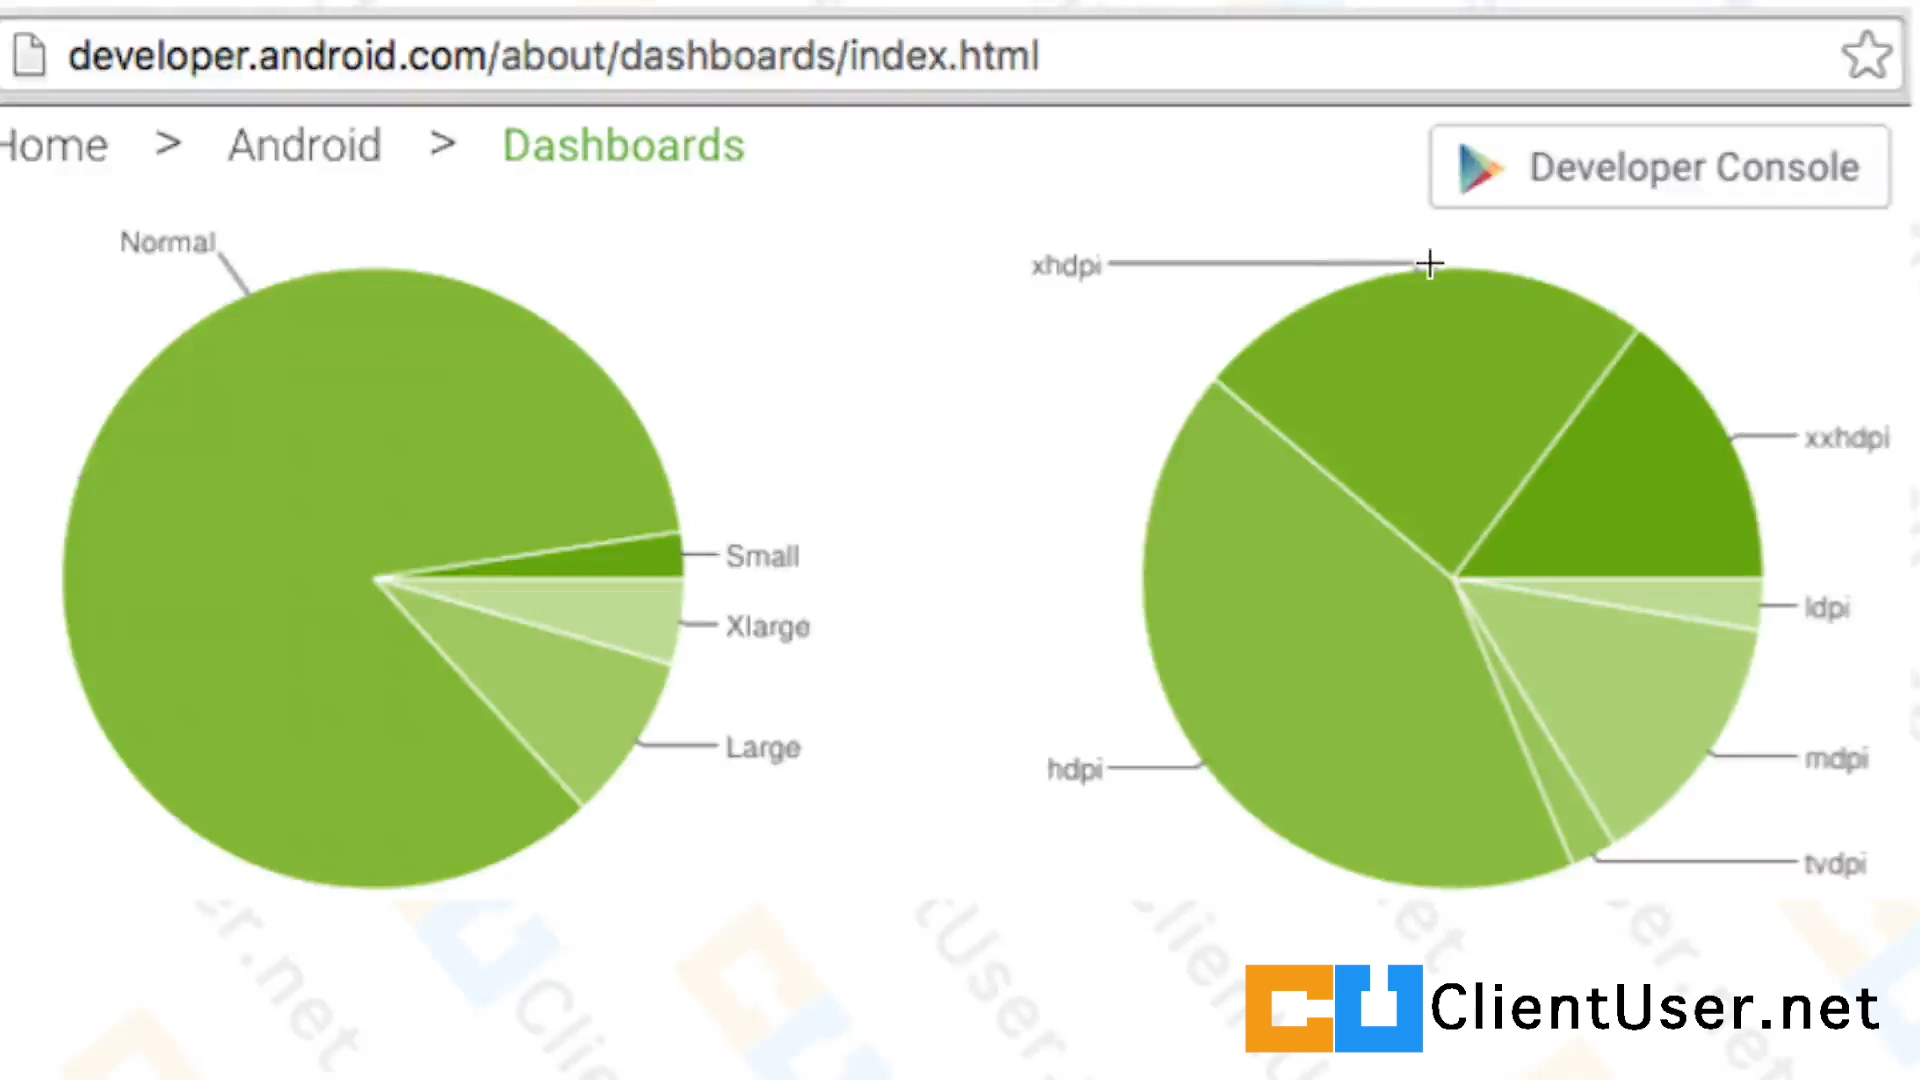 developer.android.com/about/dashboards/index.html
Home > Android > Dashboards
Developer Console
Normal
Small
Xlarge
Large
xhdpi
xxhdpi
ldpi
mdpi
tvdpi
hdpi
ClientUser.net